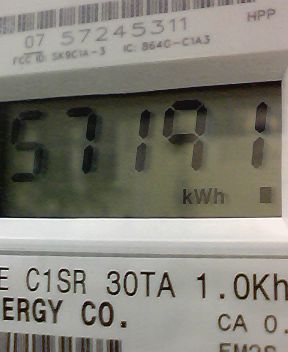 07 57245311
HPP
FCC ID: SK9C1A-3 IC: 864G-C1A3
57191
kWh
E C1SR 30TA 1.0Kh
ERGY CO.
CA 0.